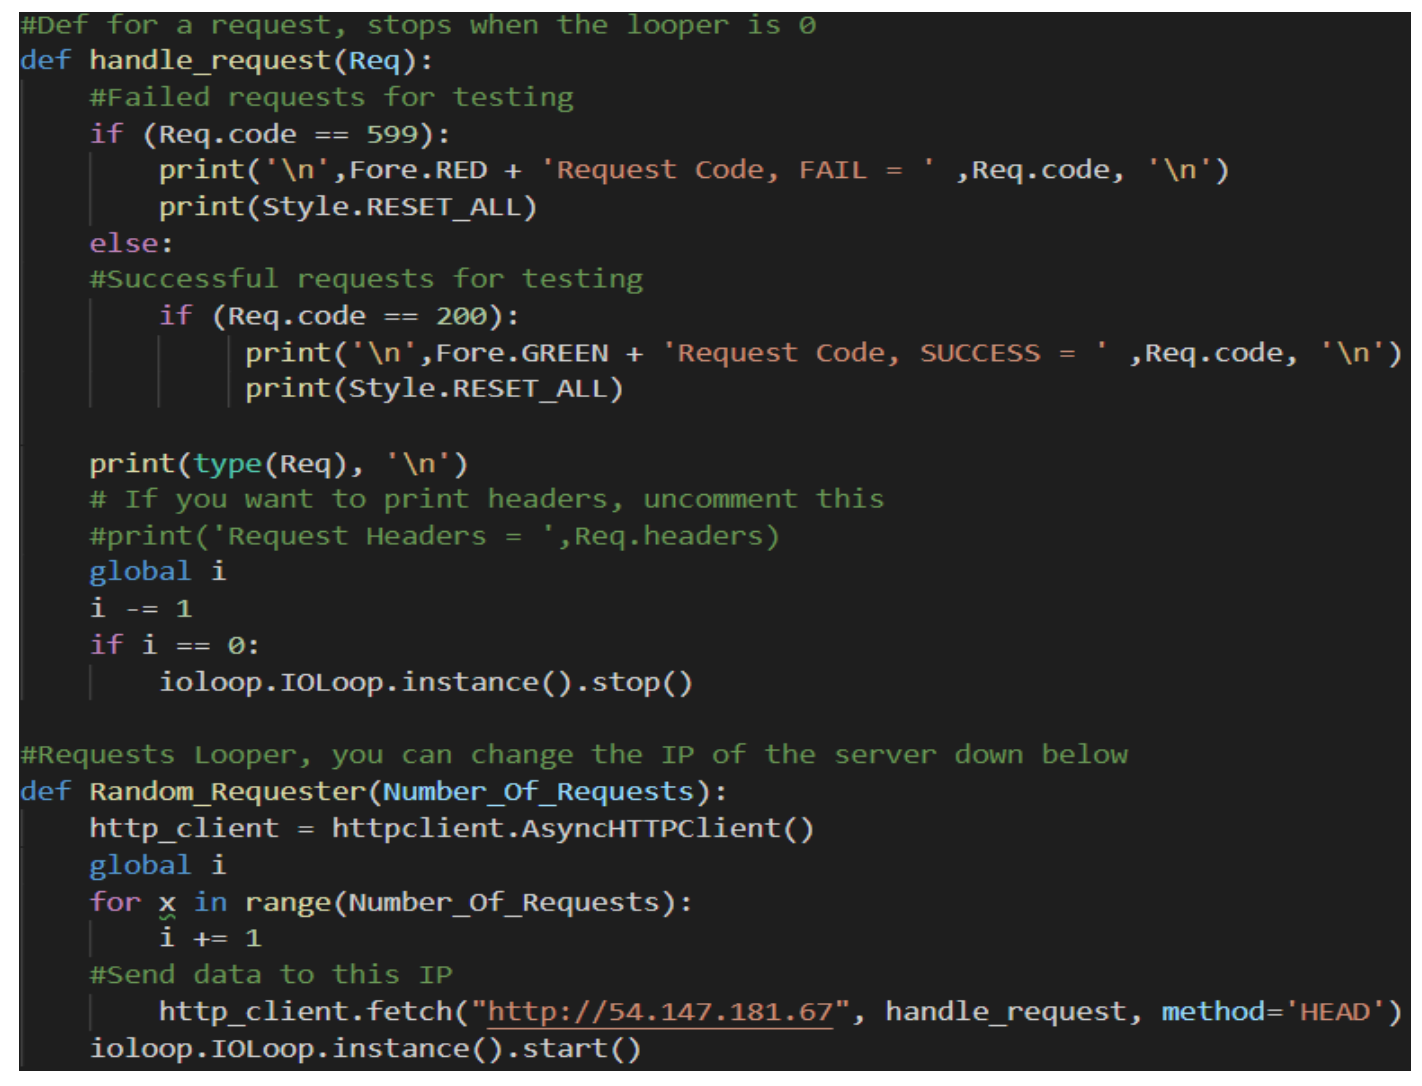 #Def for a request, stops when the looper is 0
def handle_request(Req):
    #Failed requests for testing
    if (Req.code == 599):
        print('\n',Fore.RED + 'Request Code, FAIL = ' ,Req.code, '\n')
        print(Style.RESET_ALL)
    else:
    #Successful requests for testing
        if (Req.code == 200):
             print('\n',Fore.GREEN + 'Request Code, SUCCESS = ' ,Req.code, '\n')
             print(Style.RESET_ALL)

    print(type(Req), '\n')
    # If you want to print headers, uncomment this
    #print('Request Headers = ',Req.headers)
    global i
    i -= 1
    if i == 0:
        ioloop.IOLoop.instance().stop()

#Requests Looper, you can change the IP of the server down below
def Random_Requester(Number_Of_Requests):
    http_client = httpclient.AsyncHTTPClient()
    global i
    for x in range(Number_Of_Requests):
        i += 1
    #Send data to this IP
        http_client.fetch("http://54.147.181.67", handle_request, method='HEAD')
    ioloop.IOLoop.instance().start()